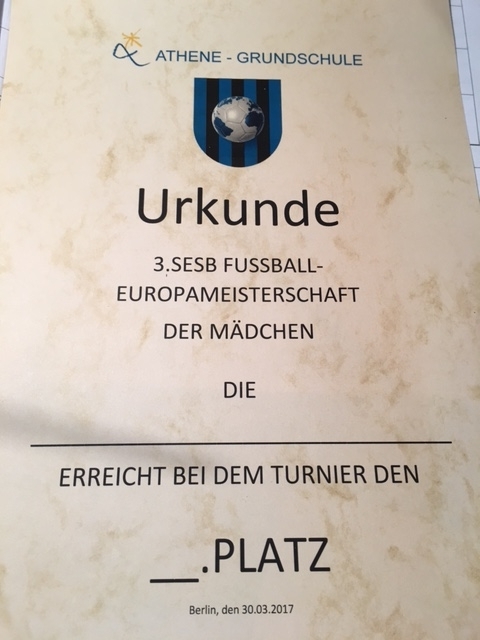 ATHENE - GRUNDSCHULE
Urkunde
3.SESB FUSSBALL-
EUROPAMEISTERSCHAFT
DER MÄDCHEN
DIE
ERREICHT BEI DEM TURNIER DEN
__.PLATZ
Berlin, den 30.03.2017